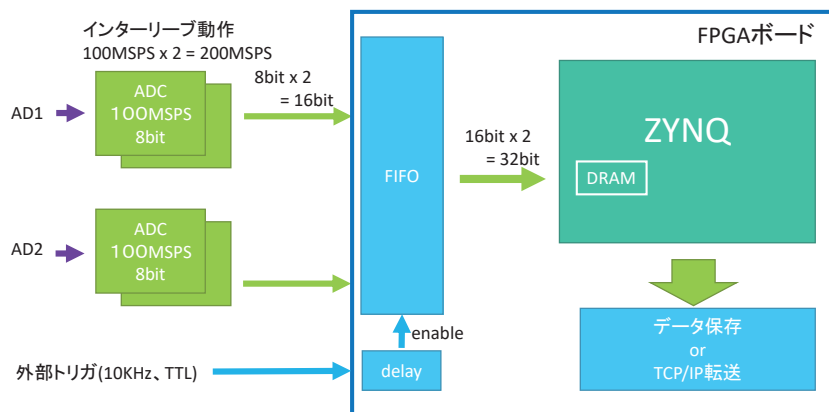 インターリーブ動作
100MSPS x 2 = 200MSPS
FPGAボード
AD1
ADC
１００MSPS
8bit
8bit x 2
= 16bit
FIFO
16bit x 2
= 32bit
ZYNQ
DRAM
AD2
ADC
１００MSPS
8bit
enable
外部トリガ(10KHz、TTL)
delay
データ保存
or
TCP/IP転送